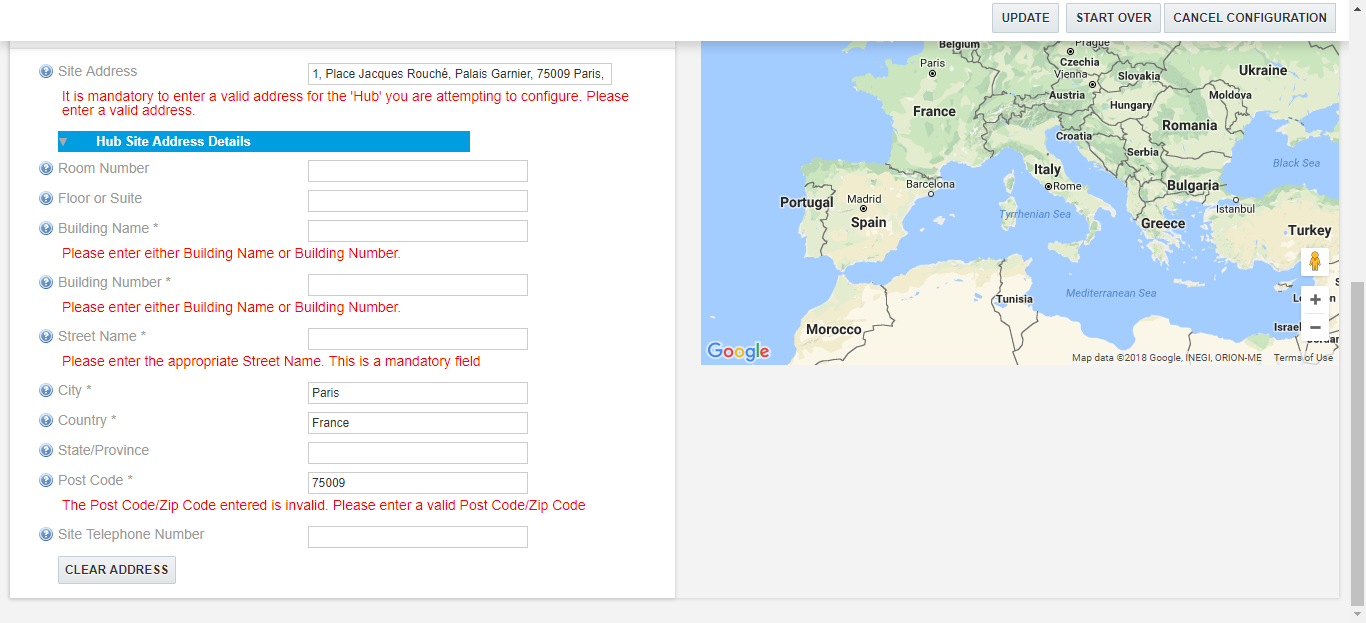 UPDATE START OVER CANCEL CONFIGURATION
Site Address 1, Place Jacques Rouché, Palais Garnier, 75009 Paris,
It is mandatory to enter a valid address for the 'Hub' you are attempting to configure. Please
enter a valid address.
Hub Site Address Details
Room Number
Floor or Suite
Building Name *
Please enter either Building Name or Building Number.
Building Number *
Please enter either Building Name or Building Number.
Street Name *
Please enter the appropriate Street Name. This is a mandatory field
City * Paris
Country * France
State/Province
Post Code * 75009
The Post Code/Zip Code entered is invalid. Please enter a valid Post Code/Zip Code
Site Telephone Number
CLEAR ADDRESS
Belgium
Prague
Paris
Czechia
Vienna
Slovakia
Ukraine
Austria
Moldova
Hungary
France
Romania
Croatia
Serbia
Black Sea
Italy
Barcelona
Rome
Bulgaria
Portugal
Madrid
Istanbul
Tyrrhenian Sea
Spain
Greece
Turkey
Mediterranean Sea
Tunisia
Israel
Morocco
Google
Map data ©2018 Google, INEGI, ORION-ME Terms of Use